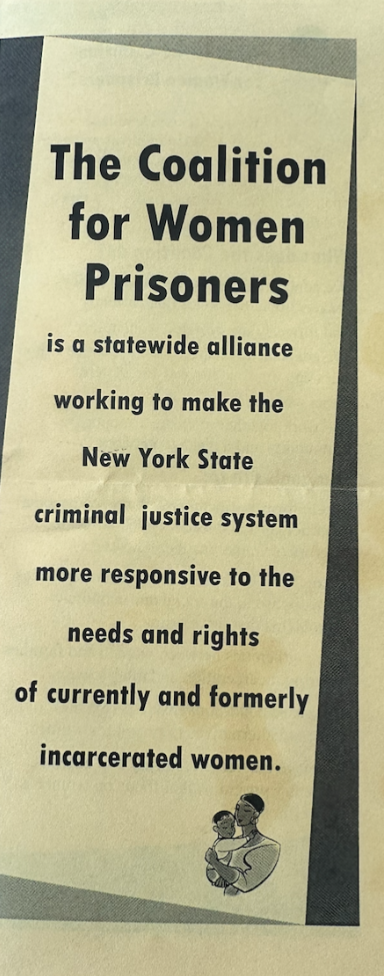 The Coalition
for Women
Prisoners
is a statewide alliance
working to make the
New York State
criminal justice system
more responsive to the
needs and rights
of currently and formerly
incarcerated women.